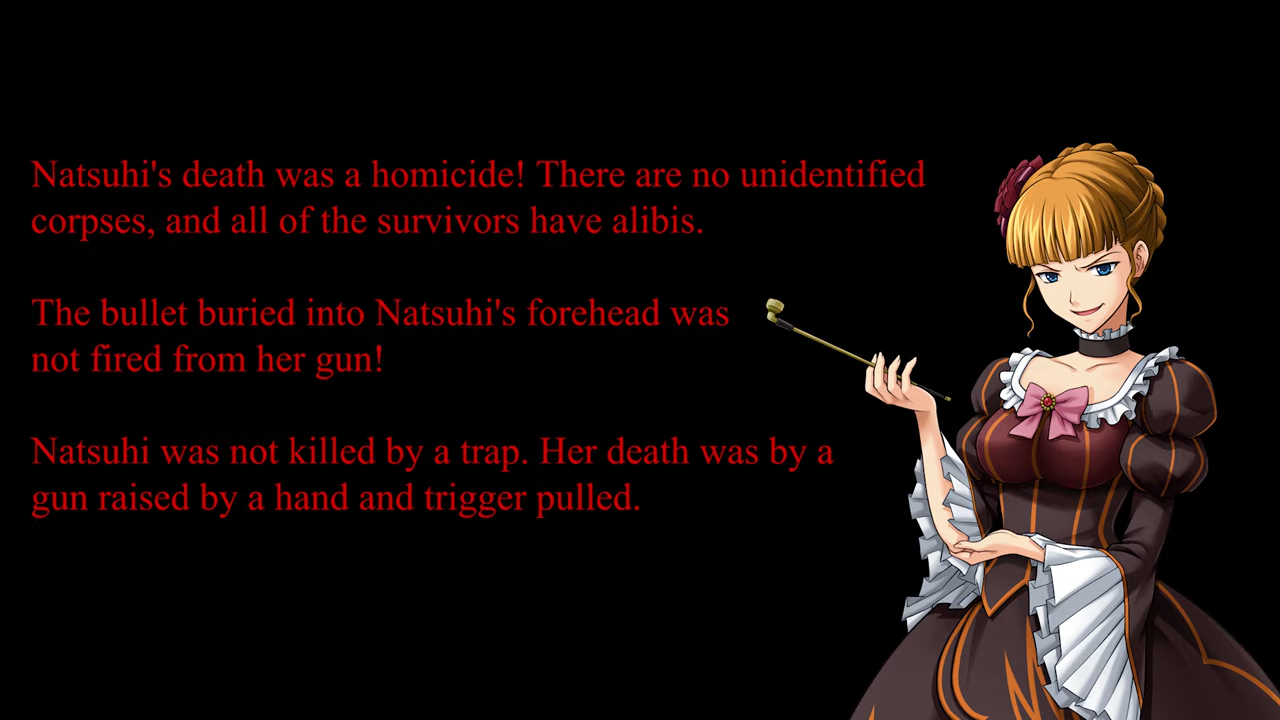 Natsuhi's death was a homicide! There are no unidentified
corpses, and all of the survivors have alibis.
The bullet buried into Natsuhi's forehead was
not fired from her gun!
Natsuhi was not killed by a trap. Her death was by a
gun raised by a hand and trigger pulled.